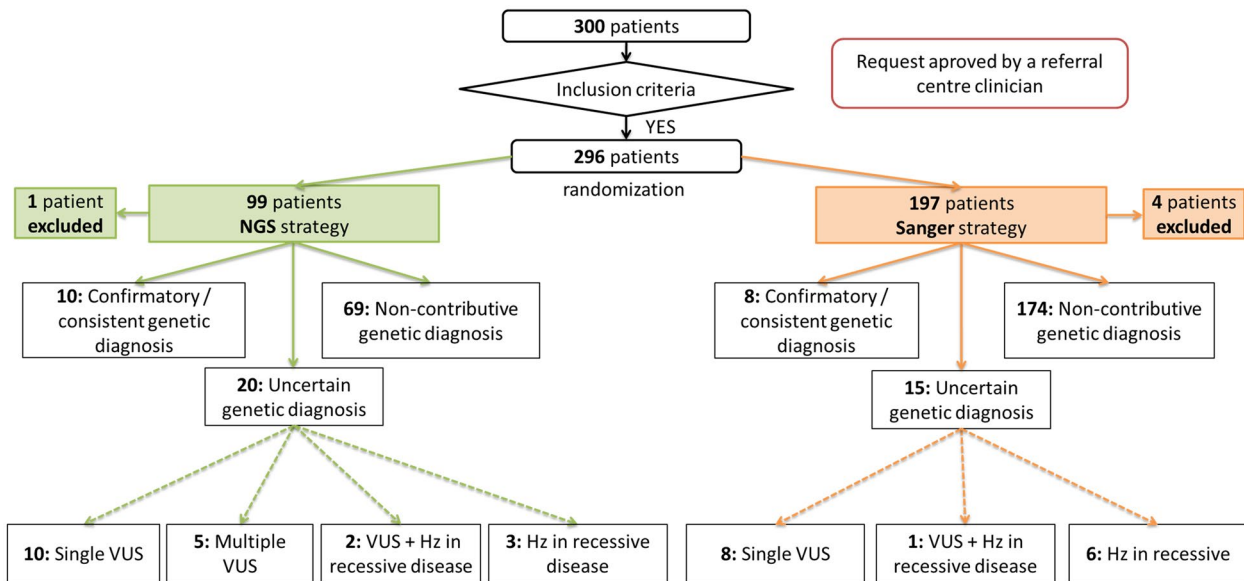 300 patients
Inclusion criteria
Request aproved by a referral
centre clinician
YES
296 patients
randomization
1 patient
excluded
99 patients
NGS strategy
197 patients
Sanger strategy
4 patients
excluded
10: Confirmatory /
consistent genetic
diagnosis
69: Non-contributive
genetic diagnosis
8: Confirmatory /
consistent genetic
diagnosis
174: Non-contributive
genetic diagnosis
20: Uncertain
genetic diagnosis
15: Uncertain
genetic diagnosis
10: Single VUS
5: Multiple
VUS
2: VUS + Hz in
recessive disease
3: Hz in recessive
disease
8: Single VUS
1: VUS + Hz in
recessive disease
6: Hz in recessive